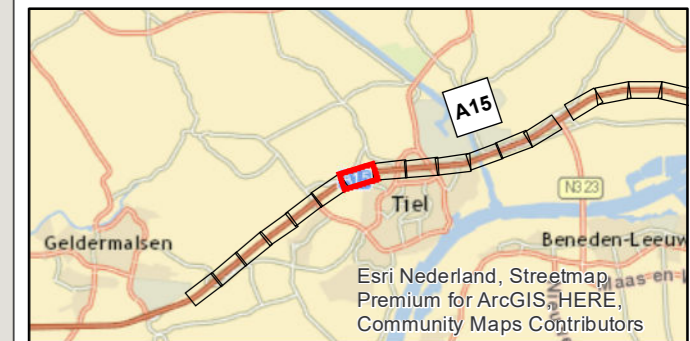 A15
Tiel
N323
Geldermalsen
Beneden-Leeuw
Esri Nederland, Streetmap
Premium for ArcGIS, HERE,
Community Maps Contributors